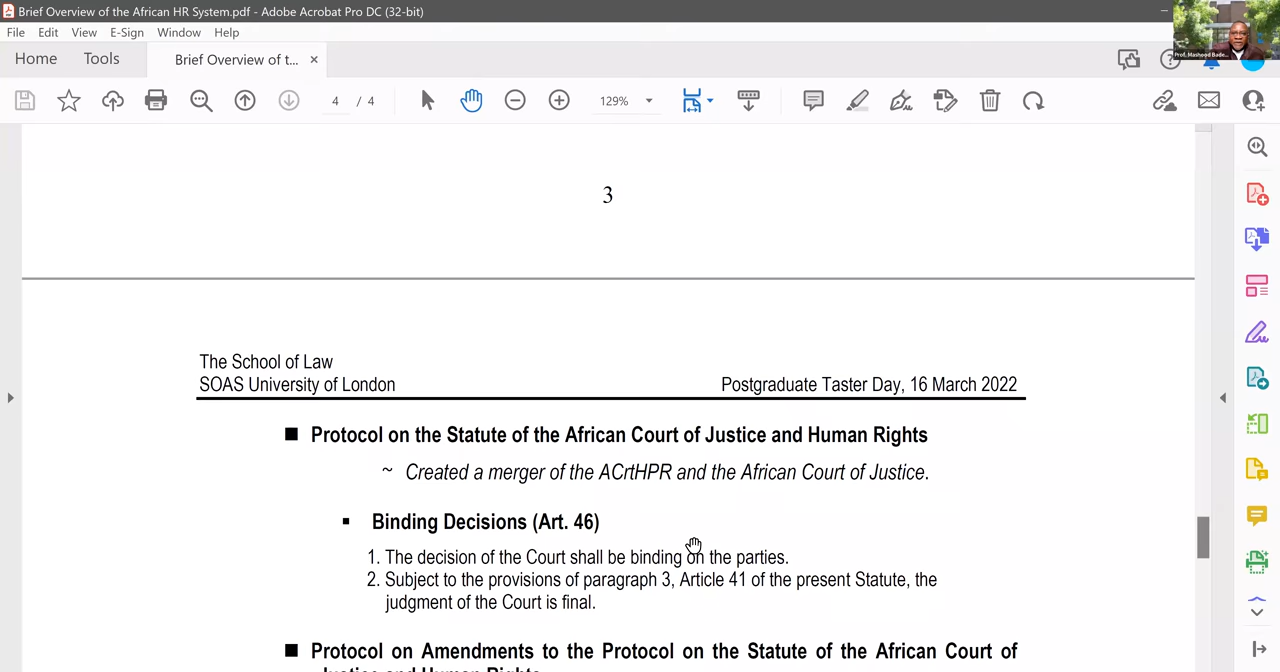 Brief Overview of the African HR System.pdf - Adobe Acrobat Pro DC (32-bit)
File Edit View E-Sign Window Help
Home Tools Brief Overview of t... ×
4 / 4 129%
3
The School of Law
SOAS University of London Postgraduate Taster Day, 16 March 2022
■ Protocol on the Statute of the African Court of Justice and Human Rights
~ Created a merger of the ACrtHPR and the African Court of Justice.
▪ Binding Decisions (Art. 46)
1. The decision of the Court shall be binding on the parties.
2. Subject to the provisions of paragraph 3, Article 41 of the present Statute, the
judgment of the Court is final.
■ Protocol on Amendments to the Protocol on the Statute of the African Court of
Justice and Human Rights